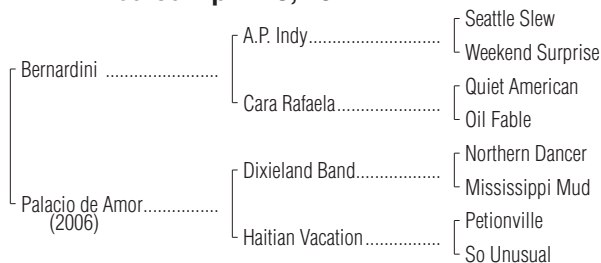 Seattle Slew
A.P. Indy..............................
Weekend Surprise
Bernardini ..........................
Quiet American
Cara Rafaela........................
Oil Fable
Northern Dancer
Dixieland Band...................
Mississippi Mud
Palacio de Amor.................
(2006)
Petionville
Haitian Vacation.................
So Unusual